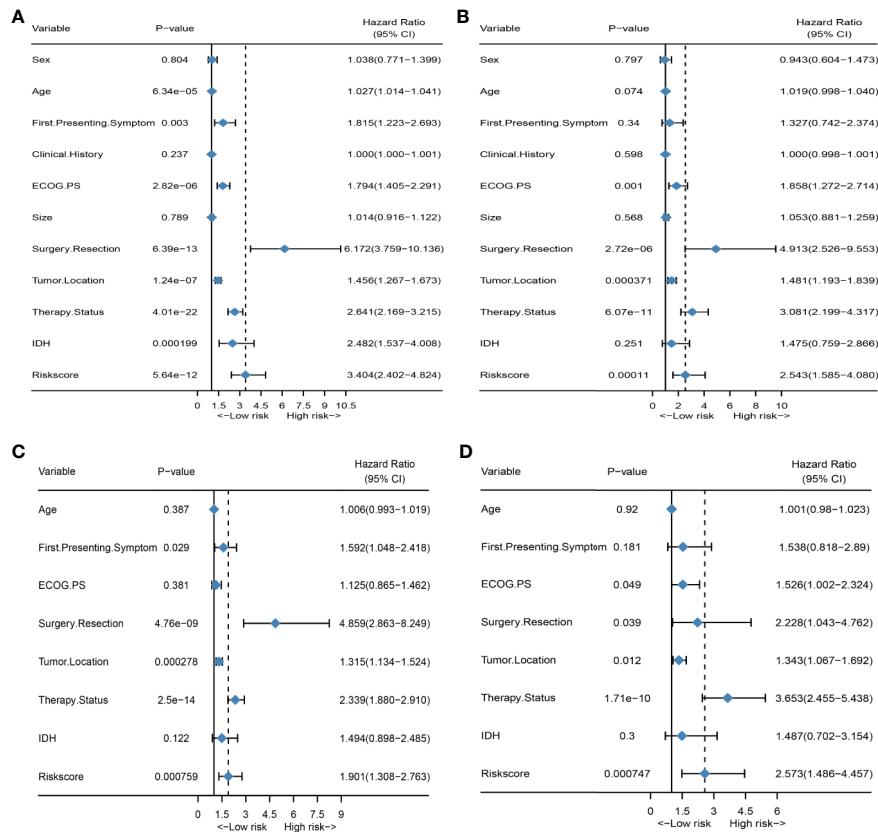 A
Variable P−value Hazard Ratio
(95% CI)
Sex 0.804 1.038(0.771−1.399)
Age 6.34e−05 1.027(1.014−1.041)
First.Presenting.Symptom 0.003 1.815(1.223−2.693)
Clinical.History 0.237 1.000(1.000−1.001)
ECOG.PS 2.82e−06 1.794(1.405−2.291)
Size 0.789 1.014(0.916−1.122)
Surgery.Resection 6.39e−13 6.172(3.759−10.136)
Tumor.Location 1.24e−07 1.456(1.267−1.673)
Therapy.Status 4.01e−22 2.641(2.169−3.215)
IDH 0.000199 2.482(1.537−4.008)
Riskscore 5.64e−12 3.404(2.402−4.824)
0 1.5 3 4.5 6 7.5 9 10.5
<−Low risk High risk−>
B
Variable P−value Hazard Ratio
(95% CI)
Sex 0.797 0.943(0.604−1.473)
Age 0.074 1.019(0.998−1.040)
First.Presenting.Symptom 0.34 1.327(0.742−2.374)
Clinical.History 0.598 1.000(0.998−1.001)
ECOG.PS 0.001 1.858(1.272−2.714)
Size 0.568 1.053(0.881−1.259)
Surgery.Resection 2.72e−06 4.913(2.526−9.553)
Tumor.Location 0.000371 1.481(1.193−1.839)
Therapy.Status 6.07e−11 3.081(2.199−4.317)
IDH 0.251 1.475(0.759−2.866)
Riskscore 0.00011 2.543(1.585−4.080)
0 2 4 6 8 10
<−Low risk High risk−>
C
Variable P−value Hazard Ratio
(95% CI)
Age 0.387 1.006(0.993−1.019)
First.Presenting.Symptom 0.029 1.592(1.048−2.418)
ECOG.PS 0.381 1.125(0.865−1.462)
Surgery.Resection 4.76e−09 4.859(2.863−8.249)
Tumor.Location 0.000278 1.315(1.134−1.524)
Therapy.Status 2.5e−14 2.339(1.880−2.910)
IDH 0.122 1.494(0.898−2.485)
Riskscore 0.000759 1.901(1.308−2.763)
0 1.5 3 4.5 6 7.5 9
<−Low risk High risk−>
D
Variable P−value Hazard Ratio
(95% CI)
Age 0.92 1.001(0.98−1.023)
First.Presenting.Symptom 0.181 1.538(0.818−2.89)
ECOG.PS 0.049 1.526(1.002−2.324)
Surgery.Resection 0.039 2.228(1.043−4.762)
Tumor.Location 0.012 1.343(1.067−1.692)
Therapy.Status 1.71e−10 3.653(2.455−5.438)
IDH 0.3 1.487(0.702−3.154)
Riskscore 0.000747 2.573(1.486−4.457)
0 1.5 3 4.5 6
<−Low risk High risk−>